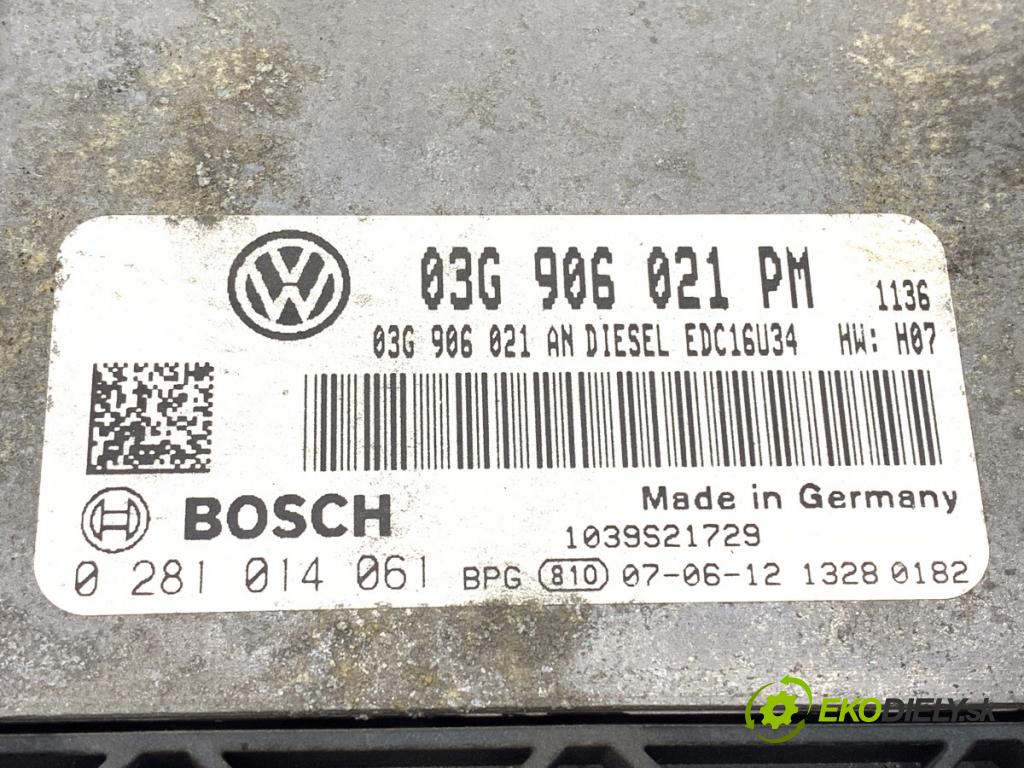 03G 906 021 PM 1136
03G 906 021 AN DIESEL EDC16U34 HW: H07
BOSCH
Made in Germany
1039S21729
0 281 014 061 BPG 810 07-06-12 1328 0182
EKODIELY.sk